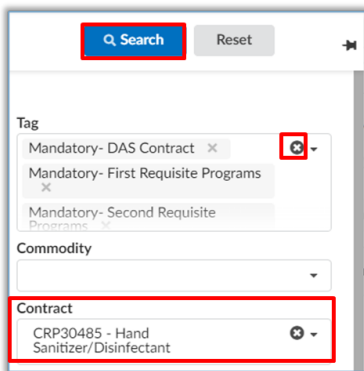 Search Reset
Tag
Mandatory- DAS Contract ×
Mandatory- First Requisite Programs
×
Mandatory- Second Requisite
Programs ×
Commodity
Contract
CRP30485 - Hand
Sanitizer/Disinfectant